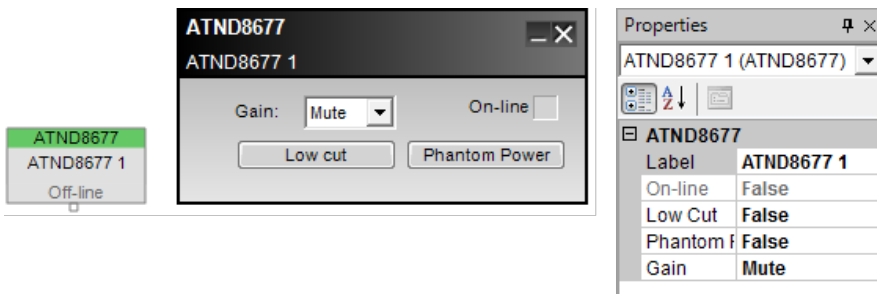 ATND8677
ATND8677 1
Off-line
ATND8677
ATND8677 1
Gain: Mute On-line
Low cut Phantom Power
Properties
ATND8677 1 (ATND8677)
ATND8677
Label ATND8677 1
On-line False
Low Cut False
Phantom False
Gain Mute